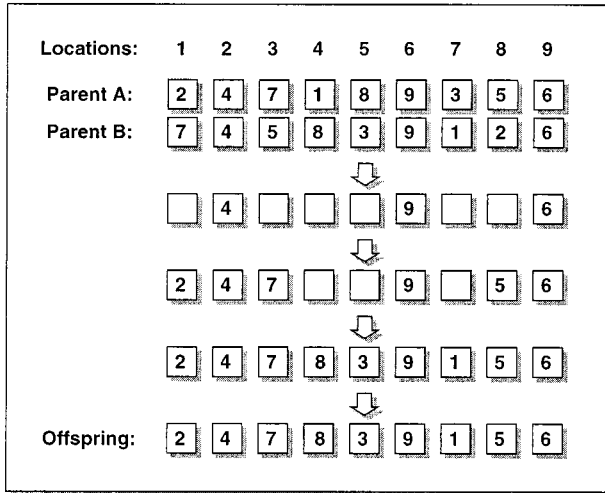 Locations: 1 2 3 4 5 6 7 8 9
Parent A: 2 4 7 1 8 9 3 5 6
Parent B: 7 4 5 8 3 9 1 2 6
4 9 6
2 4 7 9 5 6
2 4 7 8 3 9 1 5 6
Offspring: 2 4 7 8 3 9 1 5 6